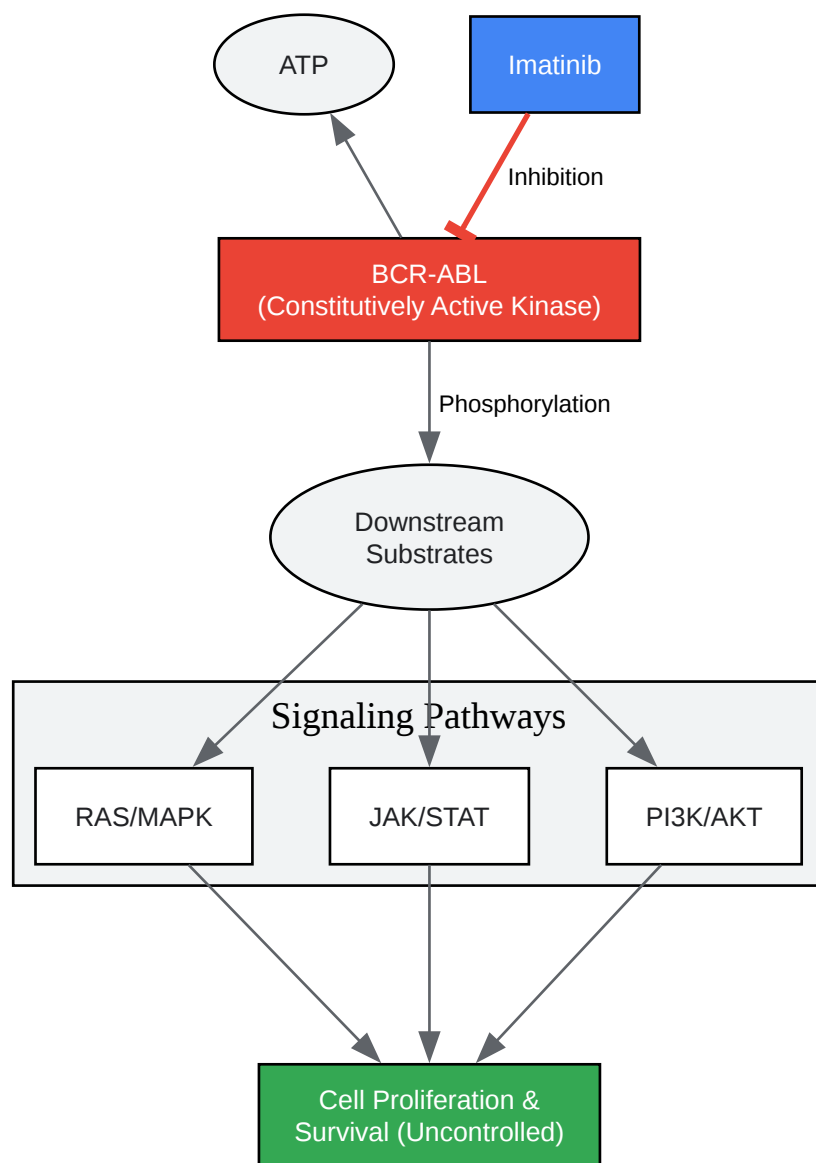 ATP
Imatinib
Inhibition
BCR-ABL
(Constitutively Active Kinase)
Phosphorylation
Downstream
Substrates
Signaling Pathways
RAS/MAPK
JAK/STAT
PI3K/AKT
Cell Proliferation &
Survival (Uncontrolled)